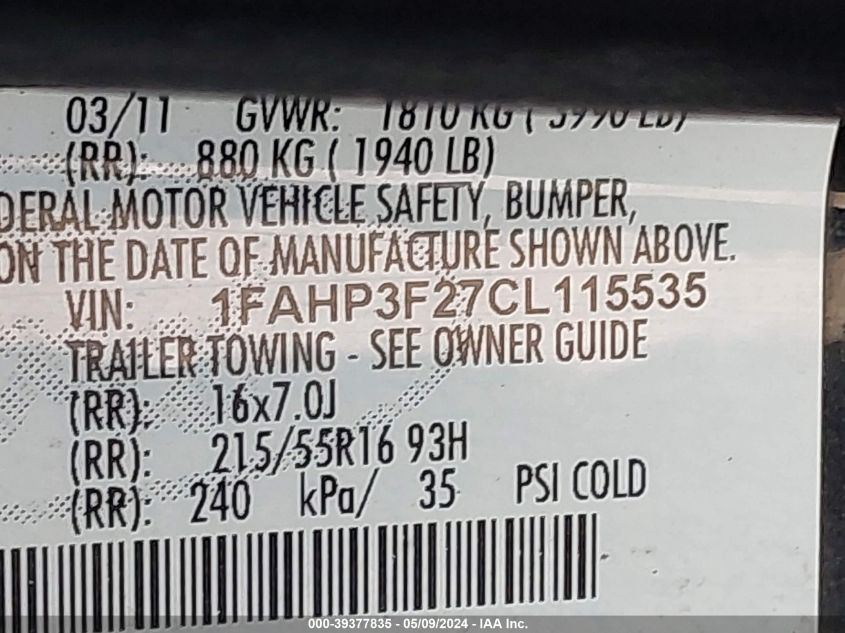 03/11 GVWR: 1810 KG ( 3990 LB)
(RR): 880 KG ( 1940 LB)
DERAL MOTOR VEHICLE SAFETY, BUMPER,
ON THE DATE OF MANUFACTURE SHOWN ABOVE.
VIN: 1FAHP3F27CL115535
TRAILER TOWING - SEE OWNER GUIDE
(RR): 16x7.0J
(RR): 215/55R16 93H
(RR): 240 kPa/ 35 PSI COLD
000-39377835 - 05/09/2024 - IAA Inc.